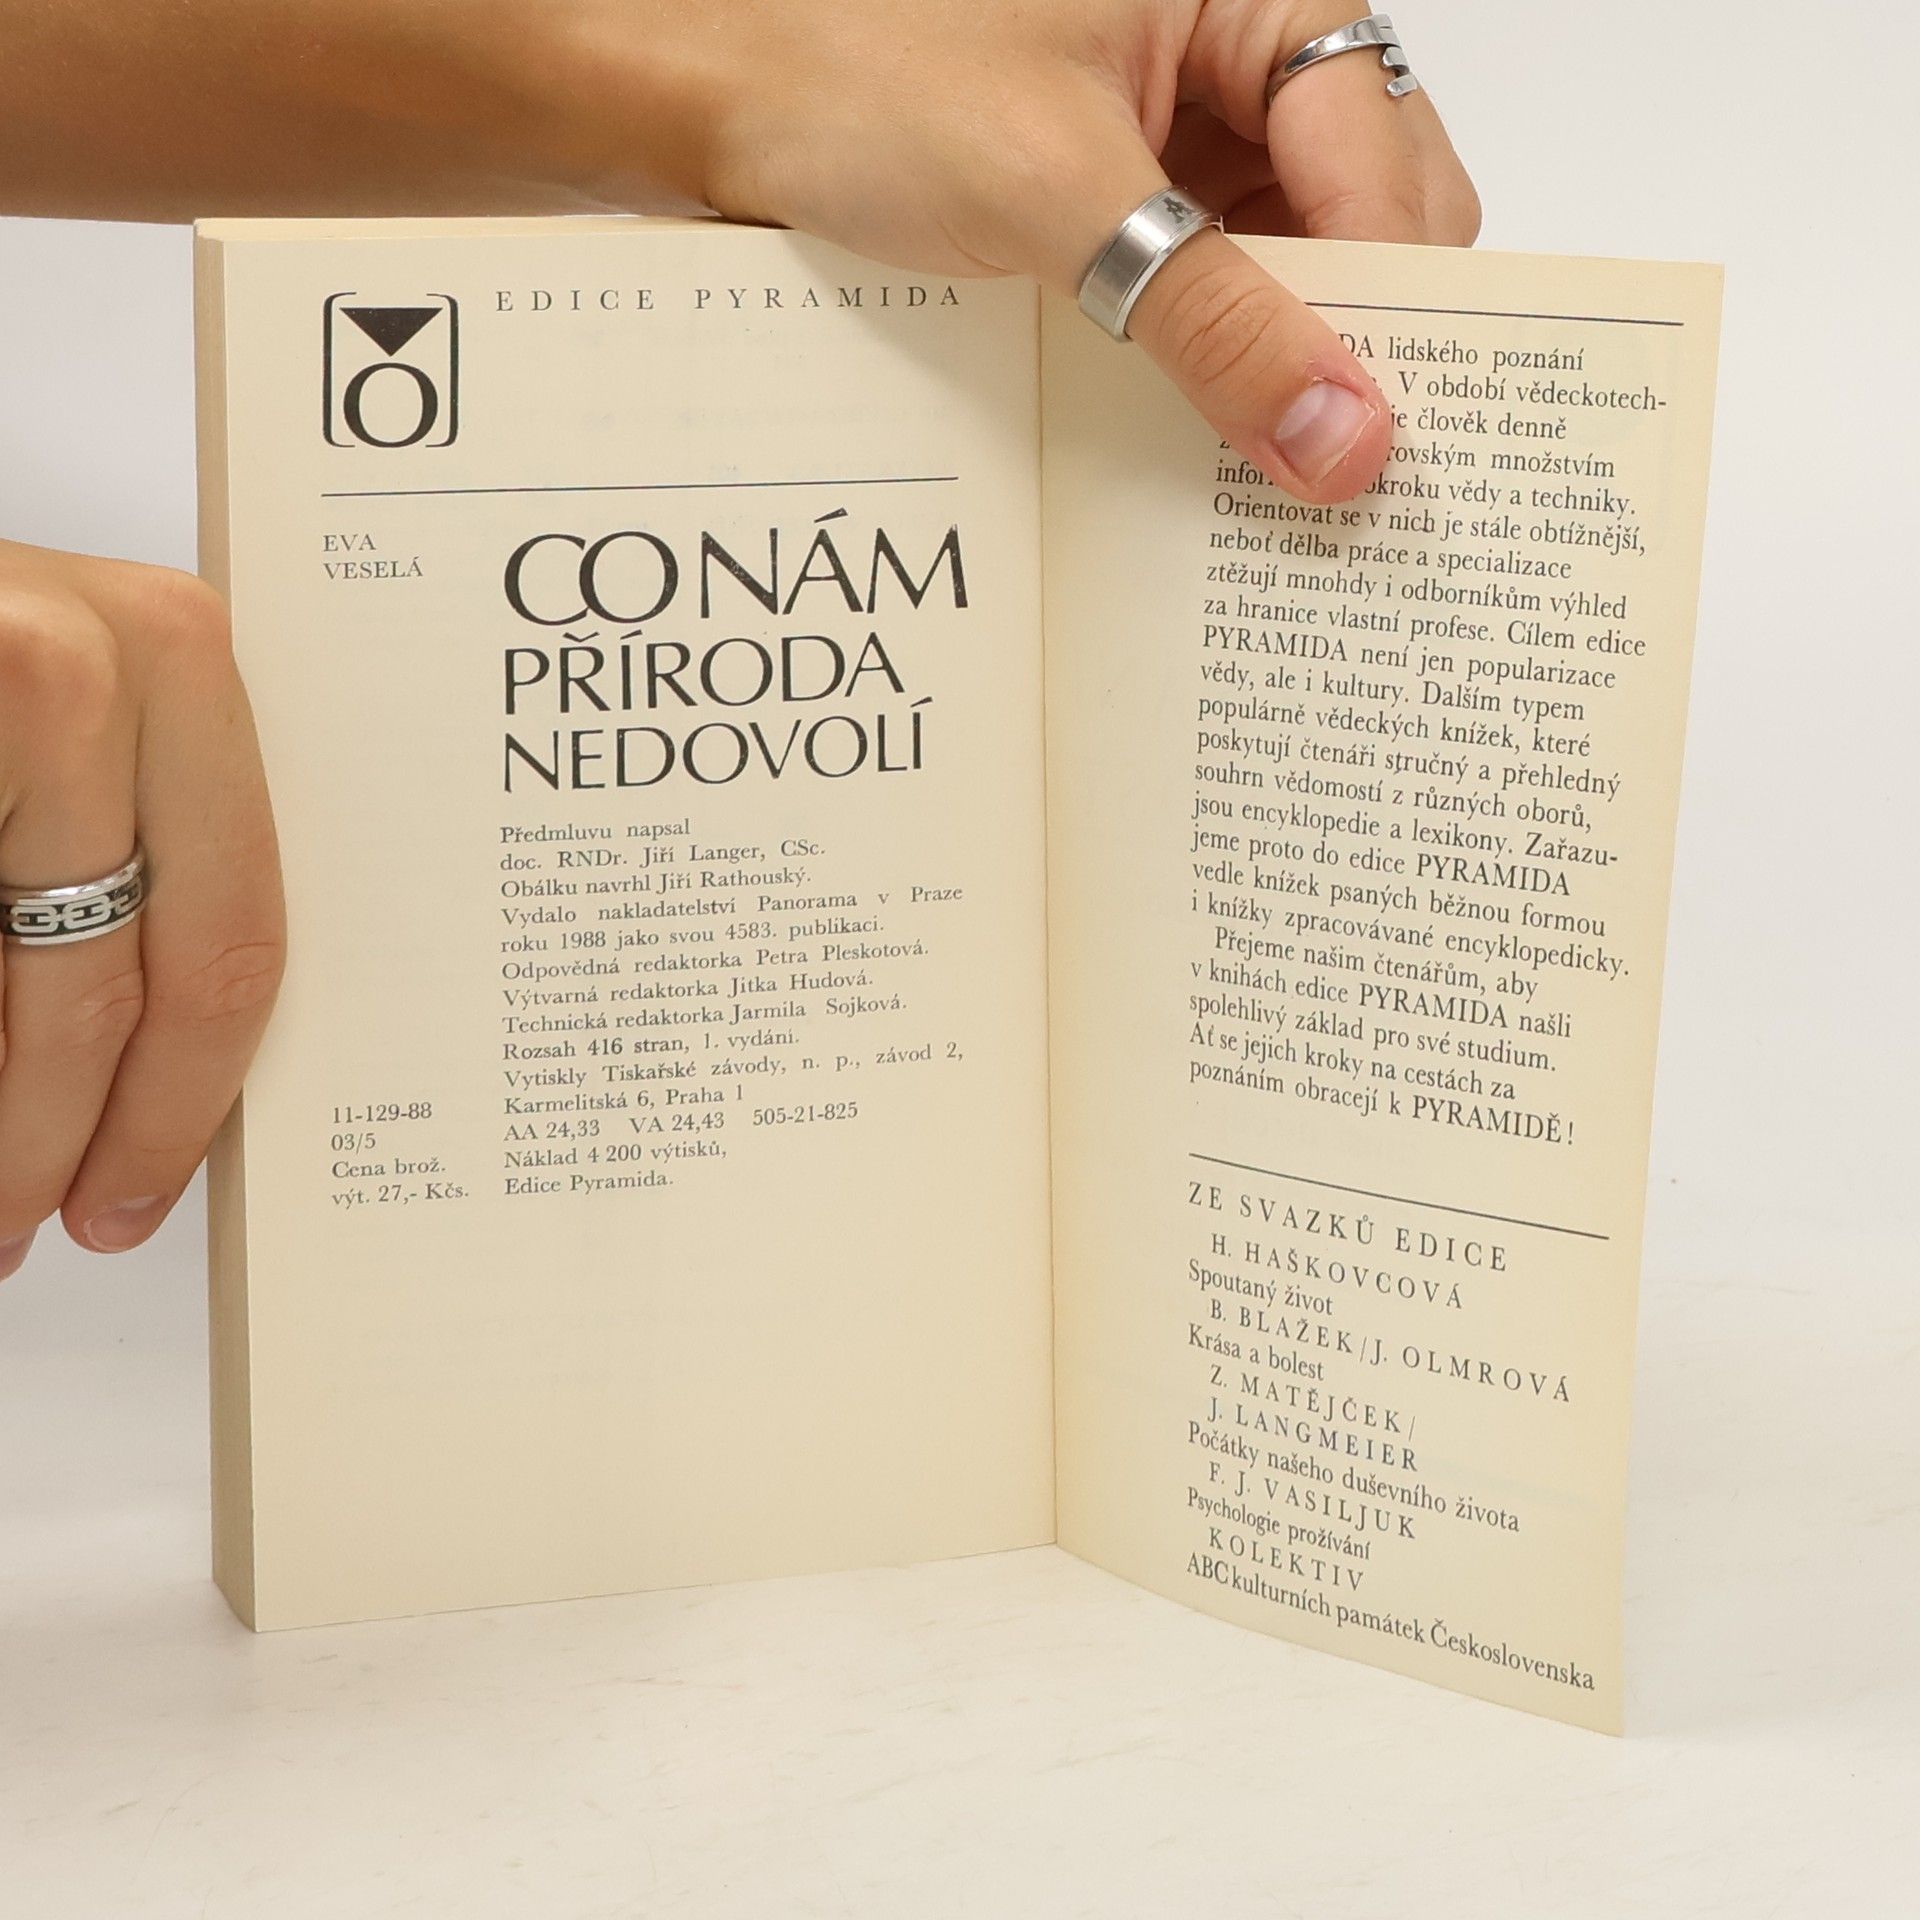 EDICE PYRAMIDA
EVA
VESELÁ
CO NÁM
PŘÍRODA
NEDOVOLÍ
Předmluvu napsal
doc. RNDr. Jiří Langer, CSc.
Obálku navrhl Jiří Rathouský.
Vydalo nakladatelství Panorama v Praze
roku 1988 jako svou 4583. publikaci.
Odpovědná redaktorka Petra Pleskotová.
Výtvarná redaktorka Jitka Hudová.
Technická redaktorka Jarmila Sojková.
Rozsah 416 stran, 1. vydání.
Vytiskly Tiskařské závody, n. p., závod 2,
Karmelitská 6, Praha 1
AA 24,33 VA 24,43 505-21-825
Náklad 4 200 výtisků,
Edice Pyramida.
11-129-88
03/5
Cena brož.
výt. 27,- Kčs.
lidského poznání
V období vědeckotech-
je člověk denně
množstvím
vědy a techniky.
Orientovat se v nich je stále obtížnější,
neboť dělba práce a specializace
ztěžují mnohdy i odborníkům výhled
za hranice vlastní profese. Cílem edice
PYRAMIDA není jen popularizace
vědy, ale i kultury. Dalším typem
populárně vědeckých knížek, které
poskytují čtenáři stručný a přehledný
souhrn vědomostí z různých oborů,
jsou encyklopedie a lexikony. Zařazu-
jeme proto do edice PYRAMIDA
vedle knížek psaných běžnou formou
i knížky zpracovávané encyklopedicky.
Přejeme našim čtenářům, aby
v knihách edice PYRAMIDA našli
spolehlivý základ pro své studium.
Ať se jejich kroky na cestách za
poznáním obracejí k PYRAMIDĚ!
ZE SVAZKŮ EDICE
H. HAŠKOVCOVÁ
Spoutaný život
B. BLAŽEK/J. OLMROVÁ
Krása a bolest
Z. MATĚJČEK/
J. LANGMEIER
Počátky našeho duševního života
F. J. VASILJUK
Psychologie prožívání
KOLEKTIV
ABC kulturních památek Československa